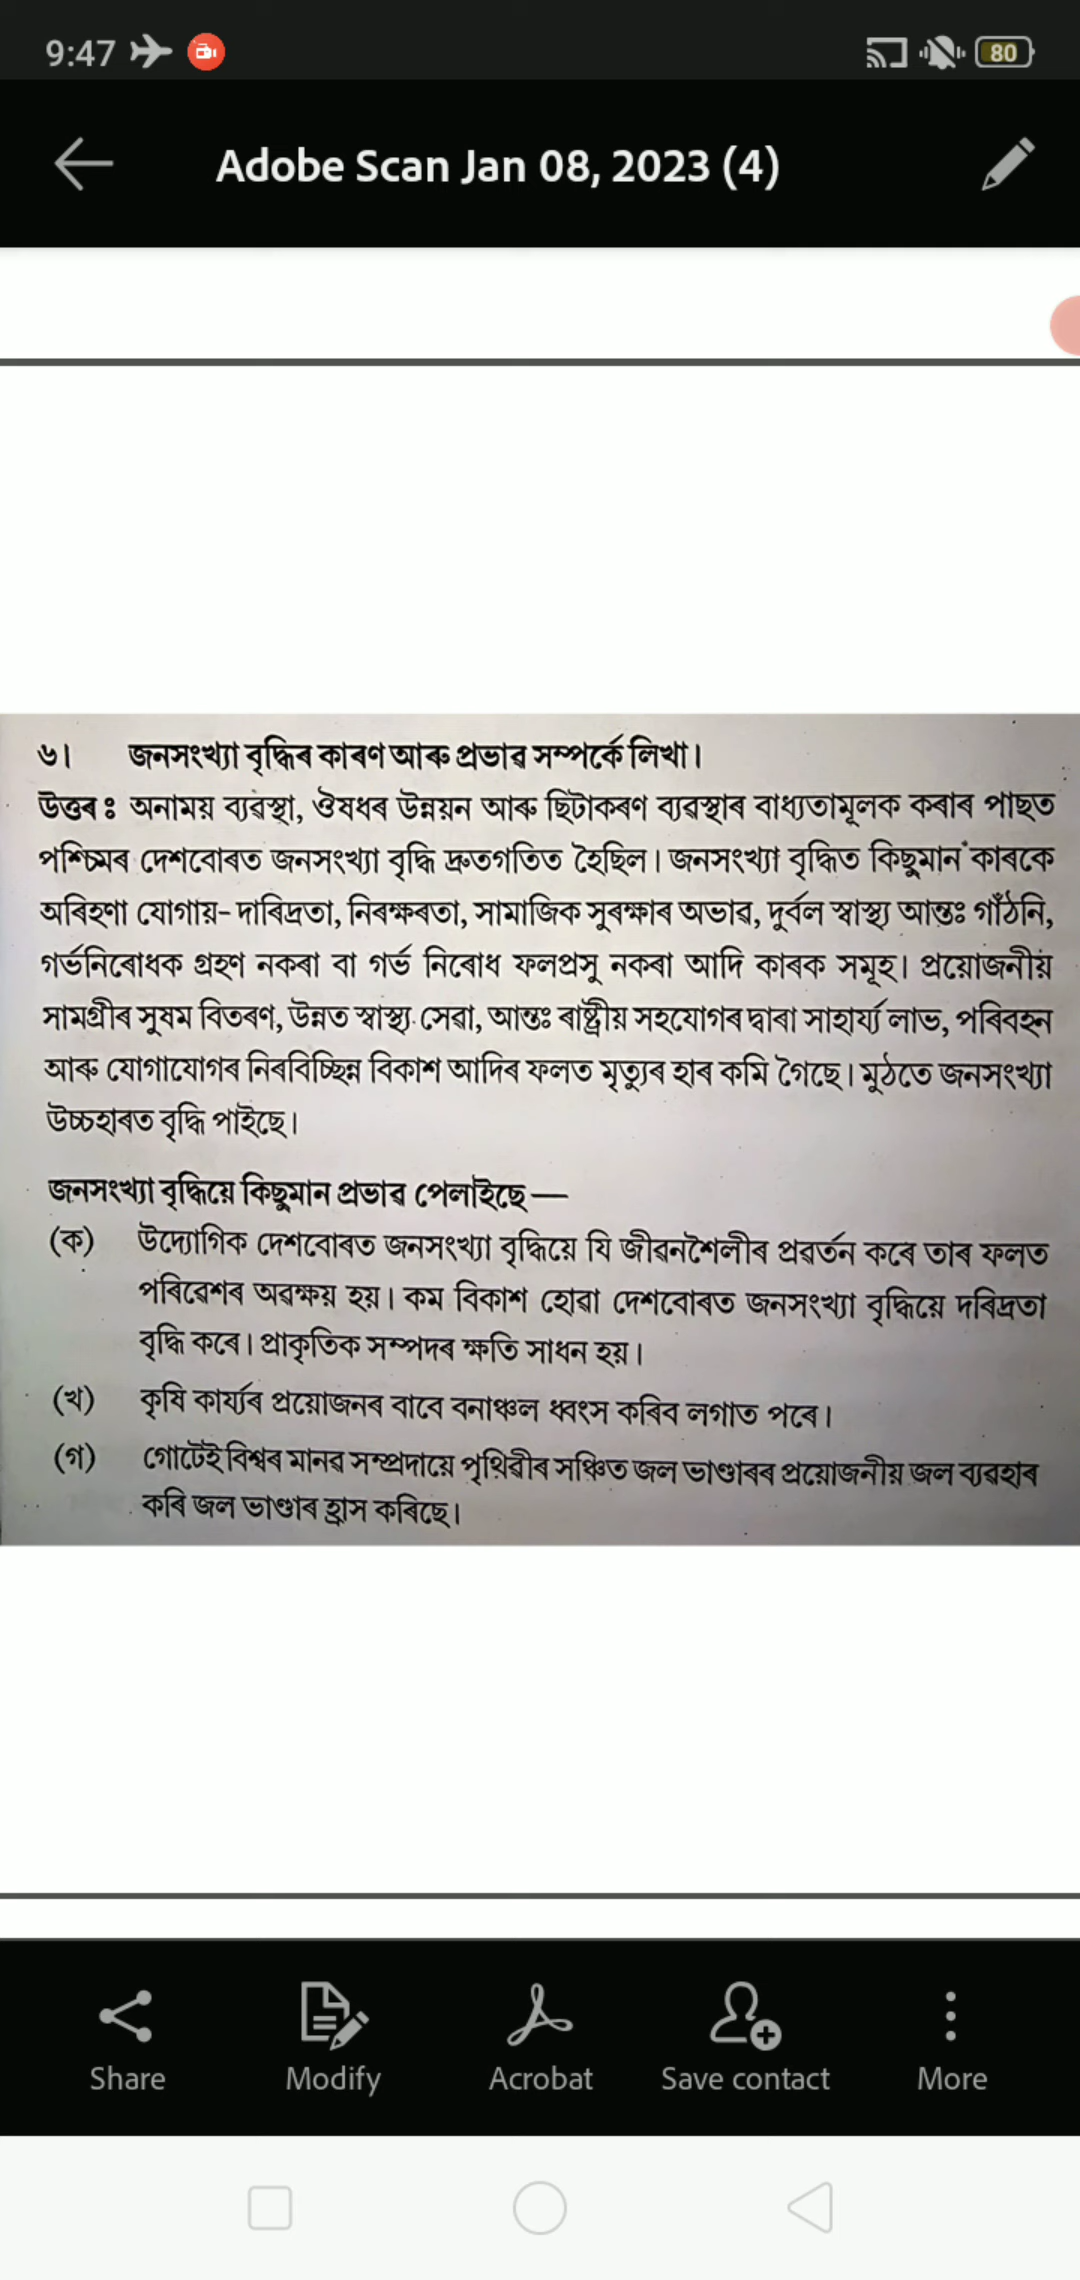 9:47
80
Adobe Scan Jan 08, 2023 (4)
৬। জনসংখ্যা বৃদ্ধিৰ কাৰণ আৰু প্ৰভাৱ সম্পৰ্কে লিখা।
উত্তৰঃ অনাময় ব্যৱস্থা, ঔষধৰ উন্নয়ন আৰু ছিটাকৰণ ব্যৱস্থাৰ বাধ্যতামূলক কৰাৰ পাছত
পশ্চিমৰ দেশবোৰত জনসংখ্যা বৃদ্ধি দ্ৰুতগতিত হৈছিল। জনসংখ্যা বৃদ্ধিত কিছুমান কাৰকে
অৰিহণা যোগায়- দাৰিদ্ৰতা, নিৰক্ষৰতা, সামাজিক সুৰক্ষাৰ অভাৱ, দুৰ্বল স্বাস্থ্য আন্তঃ গাঁঠনি,
গৰ্ভনিৰোধক গ্ৰহণ নকৰা বা গৰ্ভ নিৰোধ ফলপ্ৰসু নকৰা আদি কাৰক সমূহ। প্ৰয়োজনীয়
সামগ্ৰীৰ সুষম বিতৰণ, উন্নত স্বাস্থ্য সেৱা, আন্তঃ ৰাষ্ট্ৰীয় সহযোগৰ দ্বাৰা সাহাৰ্য্য লাভ, পৰিবহন
আৰু যোগাযোগৰ নিৰবিচ্ছিন্ন বিকাশ আদিৰ ফলত মৃত্যুৰ হাৰ কমি গৈছে। মুঠতে জনসংখ্যা
উচ্চহাৰত বৃদ্ধি পাইছে।
জনসংখ্যা বৃদ্ধিয়ে কিছুমান প্ৰভাৱ পেলাইছে—
(ক) উদ্যোগিক দেশবোৰত জনসংখ্যা বৃদ্ধিয়ে যি জীৱনশৈলীৰ প্ৰৱৰ্তন কৰে তাৰ ফলত
পৰিৱেশৰ অৱক্ষয় হয়। কম বিকাশ হোৱা দেশবোৰত জনসংখ্যা বৃদ্ধিয়ে দৰিদ্ৰতা
বৃদ্ধি কৰে। প্ৰাকৃতিক সম্পদৰ ক্ষতি সাধন হয়।
(খ) কৃষি কাৰ্য্যৰ প্ৰয়োজনৰ বাবে বনাঞ্চল ধ্বংস কৰিব লগাত পৰে।
(গ) গোটেই বিশ্বৰ মানৱ সম্প্ৰদায়ে পৃথিৱীৰ সঞ্চিত জল ভাণ্ডাৰৰ প্ৰয়োজনীয় জল ব্যৱহাৰ
কৰি জল ভাণ্ডাৰ হ্ৰাস কৰিছে।
Share
Modify
Acrobat
Save contact
More